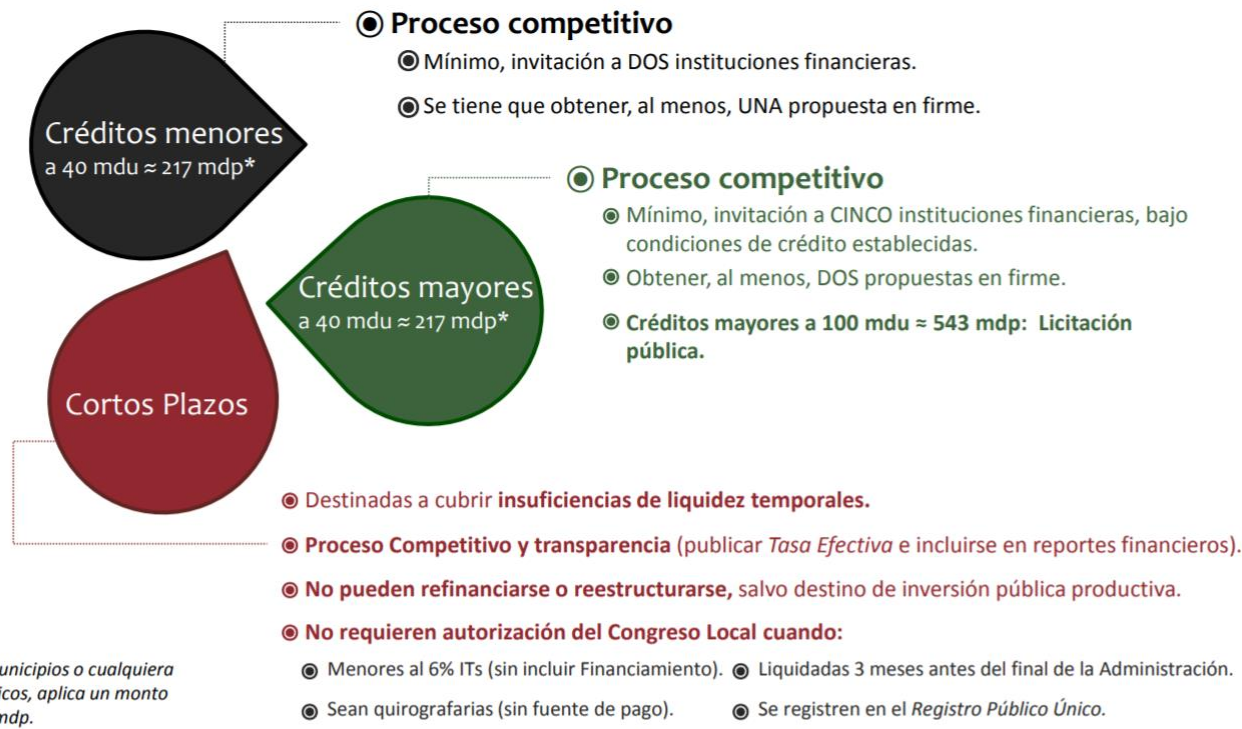 Proceso competitivo
Mínimo, invitación a DOS instituciones financieras.
Se tiene que obtener, al menos, UNA propuesta en firme.
Créditos menores
a 40 mdu ≈ 217 mdp*
Proceso competitivo
Mínimo, invitación a CINCO instituciones financieras, bajo
condiciones de crédito establecidas.
Obtener, al menos, DOS propuestas en firme.
Créditos mayores a 100 mdu ≈ 543 mdp: Licitación
pública.
Créditos mayores
a 40 mdu ≈ 217 mdp*
Cortos Plazos
Destinadas a cubrir insuficiencias de liquidez temporales.
Proceso Competitivo y transparencia (publicar Tasa Efectiva e incluirse en reportes financieros).
No pueden refinanciarse o reestructurarse, salvo destino de inversión pública productiva.
No requieren autorización del Congreso Local cuando:
Menores al 6% ITs (sin incluir Financiamiento).
Liquidadas 3 meses antes del final de la Administración.
Sean quirografarias (sin fuente de pago).
Se registren en el Registro Público Único.
o cualquiera
aplica un monto